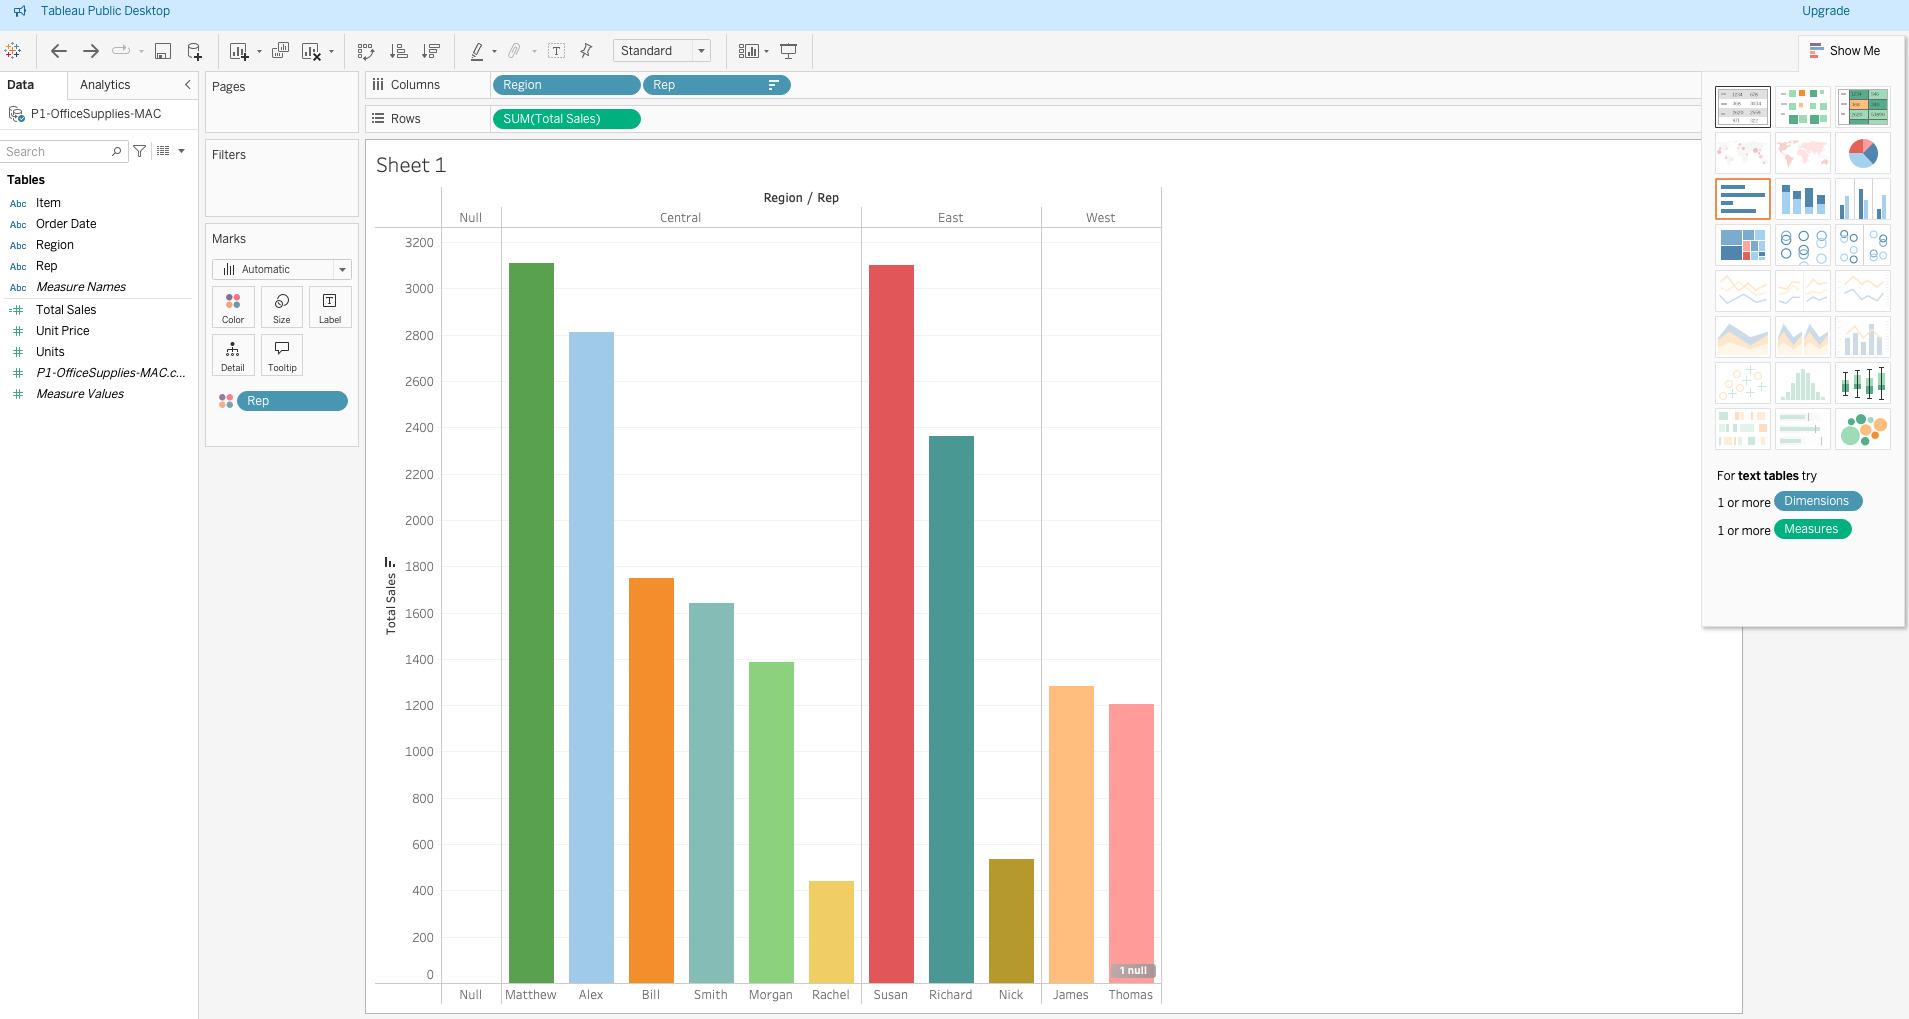 Tableau Public Desktop
Upgrade
Standard
Show Me
Data
Analytics
Pages
Columns
Region
Rep
P1-OfficeSupplies-MAC
Rows
SUM(Total Sales)
Search
Filters
Tables
Abc Item
Abc Order Date
Abc Region
Abc Rep
Abc Measure Names
Total Sales
Unit Price
Units
P1-OfficeSupplies-MAC.c...
Measure Values
Marks
Automatic
Color
Size
Label
Detail
Tooltip
Rep
Sheet 1
Region / Rep
Null
Central
East
West
3200
3000
2800
2600
2400
2200
2000
1800
1600
1400
1200
1000
800
600
400
200
0
Total Sales
1 null
Null
Matthew
Alex
Bill
Smith
Morgan
Rachel
Susan
Richard
Nick
James
Thomas
For text tables try
1 or more Dimensions
1 or more Measures